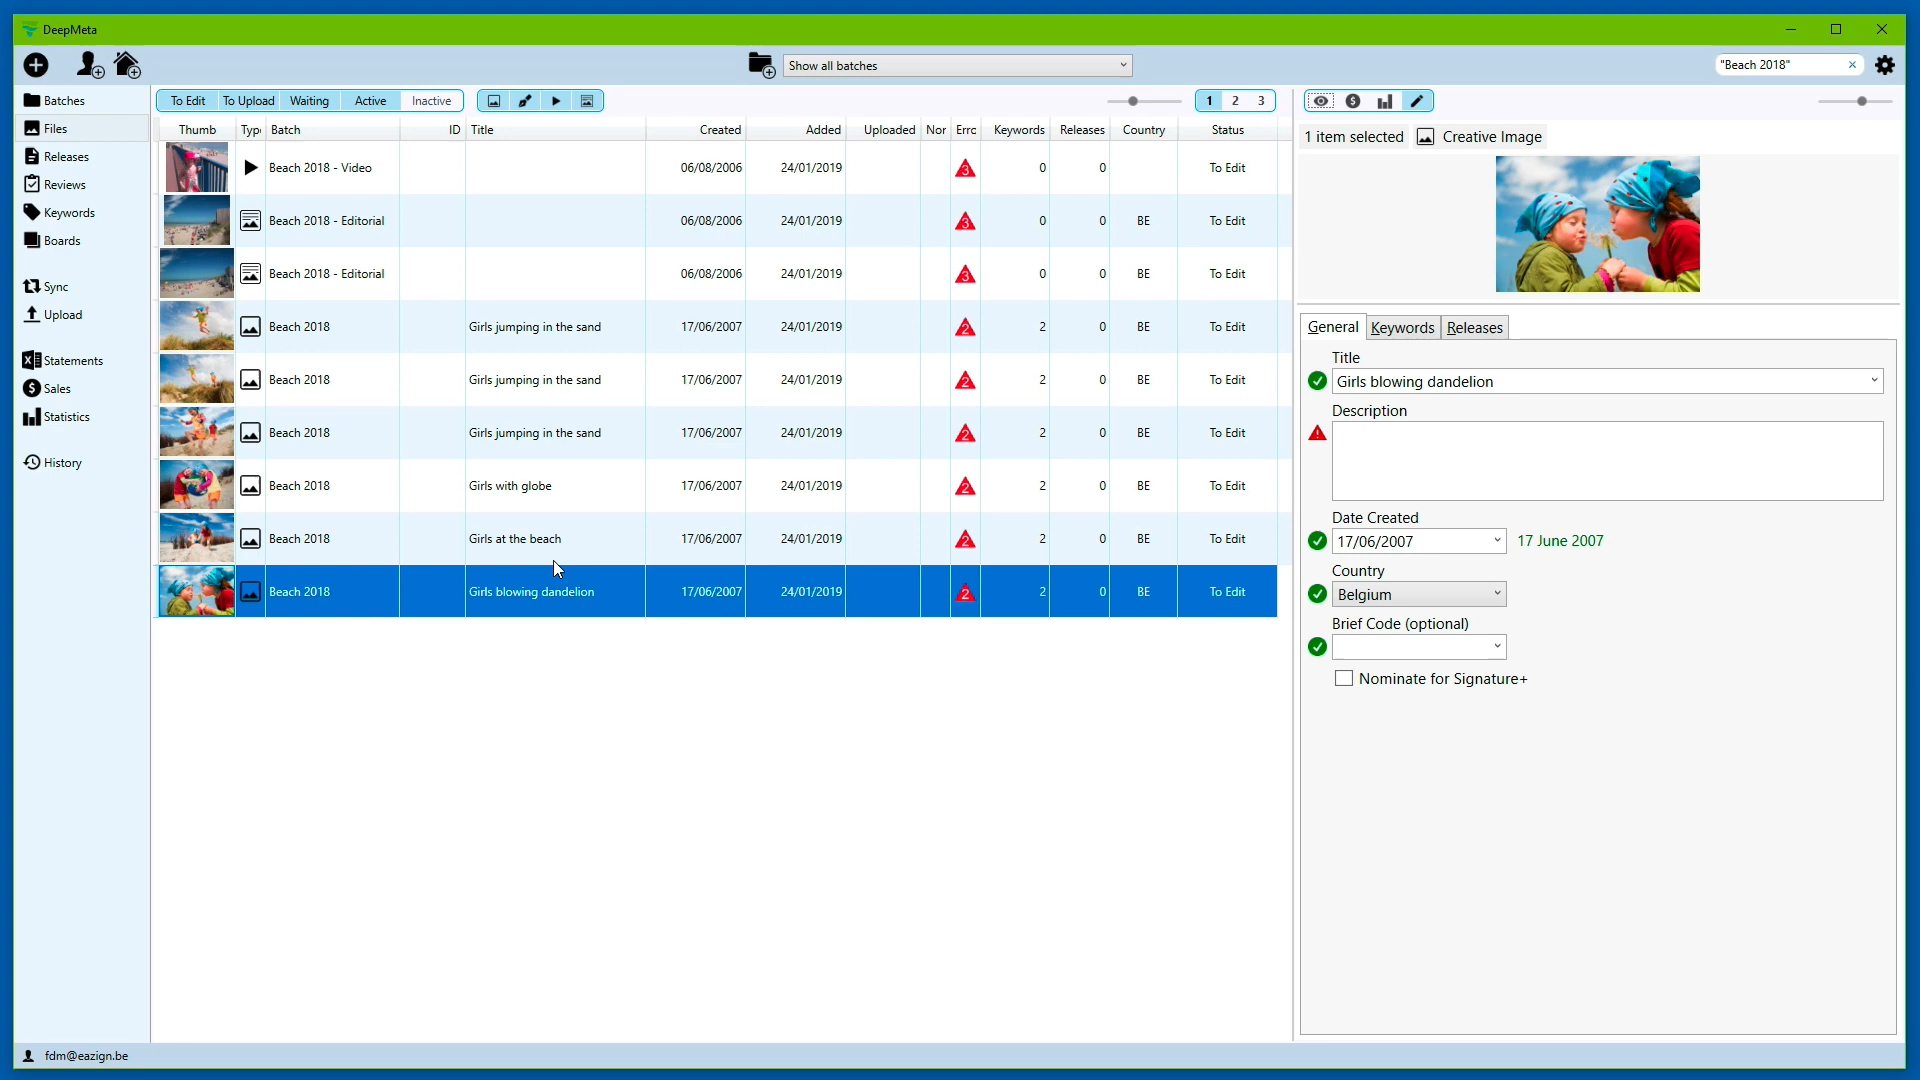 DeepMeta
Show all batches
"Beach 2018"
Batches
Files
Releases
Reviews
Keywords
Boards
Sync
Upload
Statements
Sales
Statistics
History
To Edit To Upload Waiting Active Inactive
1 2 3
Thumb Typ Batch ID Title Created Added Uploaded Nor Errc Keywords Releases Country Status
Beach 2018 - Video 06/08/2006 24/01/2019 3 0 0 To Edit
Beach 2018 - Editorial 06/08/2006 24/01/2019 3 0 0 BE To Edit
Beach 2018 - Editorial 06/08/2006 24/01/2019 3 0 0 BE To Edit
Beach 2018 Girls jumping in the sand 17/06/2007 24/01/2019 2 2 0 BE To Edit
Beach 2018 Girls jumping in the sand 17/06/2007 24/01/2019 2 2 0 BE To Edit
Beach 2018 Girls jumping in the sand 17/06/2007 24/01/2019 2 2 0 BE To Edit
Beach 2018 Girls with globe 17/06/2007 24/01/2019 2 2 0 BE To Edit
Beach 2018 Girls at the beach 17/06/2007 24/01/2019 2 2 0 BE To Edit
Beach 2018 Girls blowing dandelion 17/06/2007 24/01/2019 2 2 0 BE To Edit
1 item selected Creative Image
General Keywords Releases
Title
Girls blowing dandelion
Description
Date Created
17/06/2007 17 June 2007
Country
Belgium
Brief Code (optional)
Nominate for Signature+
fdm@eazign.be